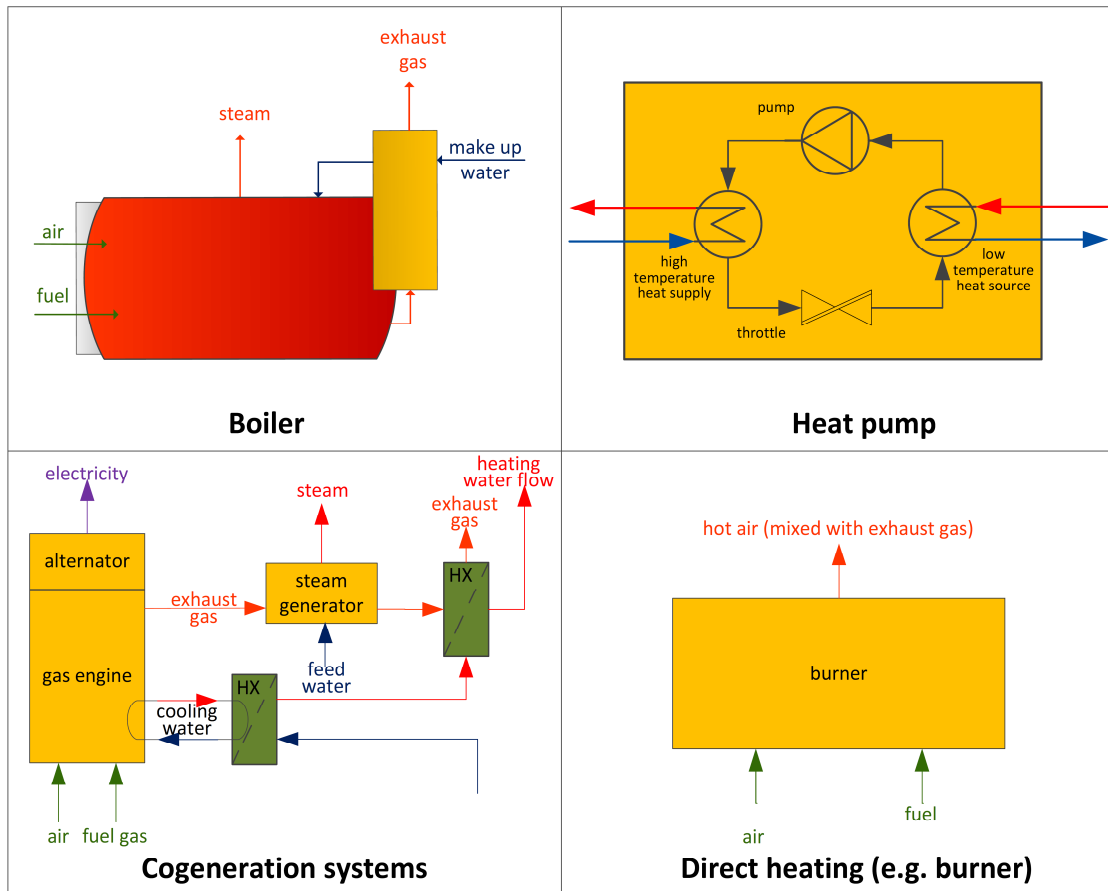 exhaust
gas
steam
make up
water
air
fuel
Boiler
pump
high
temperature
heat supply
low
temperature
heat source
throttle
Heat pump
electricity
alternator
gas engine
exhaust
gas
steam
steam
generator
feed
water
exhaust
gas
heating
water flow
HX
HX
cooling
water
air
fuel gas
Cogeneration systems
hot air (mixed with exhaust gas)
burner
air
fuel
Direct heating (e.g. burner)